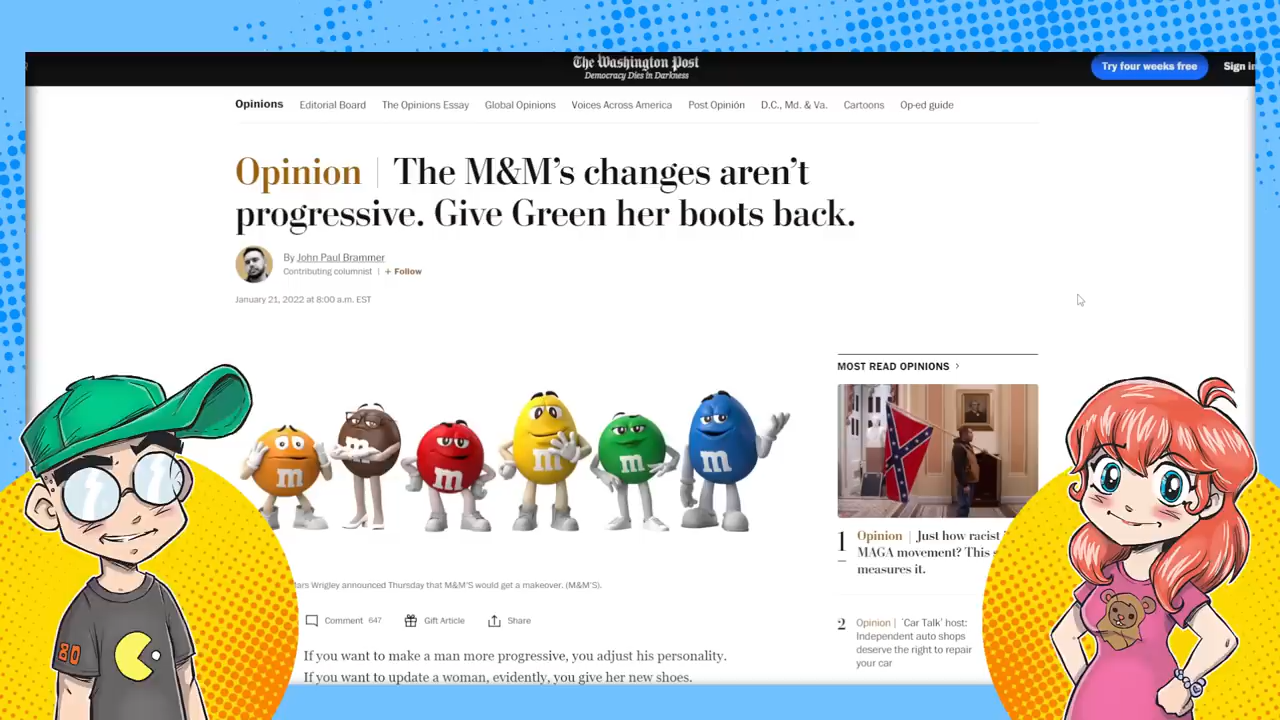 The Washington Post
Democracy Dies in Darkness
Try four weeks free
Sign in
Opinions
Editorial Board
The Opinions Essay
Global Opinions
Voices Across America
Post Opinión
D.C., Md. & Va.
Cartoons
Op-ed guide
Opinion | The M&M's changes aren't
progressive. Give Green her boots back.
By John Paul Brammer
Contributing columnist | + Follow
January 21, 2022 at 8:00 a.m. EST
m
m
m
m
m
m
Wrigley announced Thursday that M&M'S would get a makeover. (M&M'S).
Comment 647
Gift Article
Share
If you want to make a man more progressive, you adjust his personality.
If you want to update a woman, evidently, you give her new shoes.
MOST READ OPINIONS >
1
Opinion | Just how racist
MAGA movement? This
measures it.
2
Opinion | 'Car Talk' host:
Independent auto shops
deserve the right to repair
your car
80